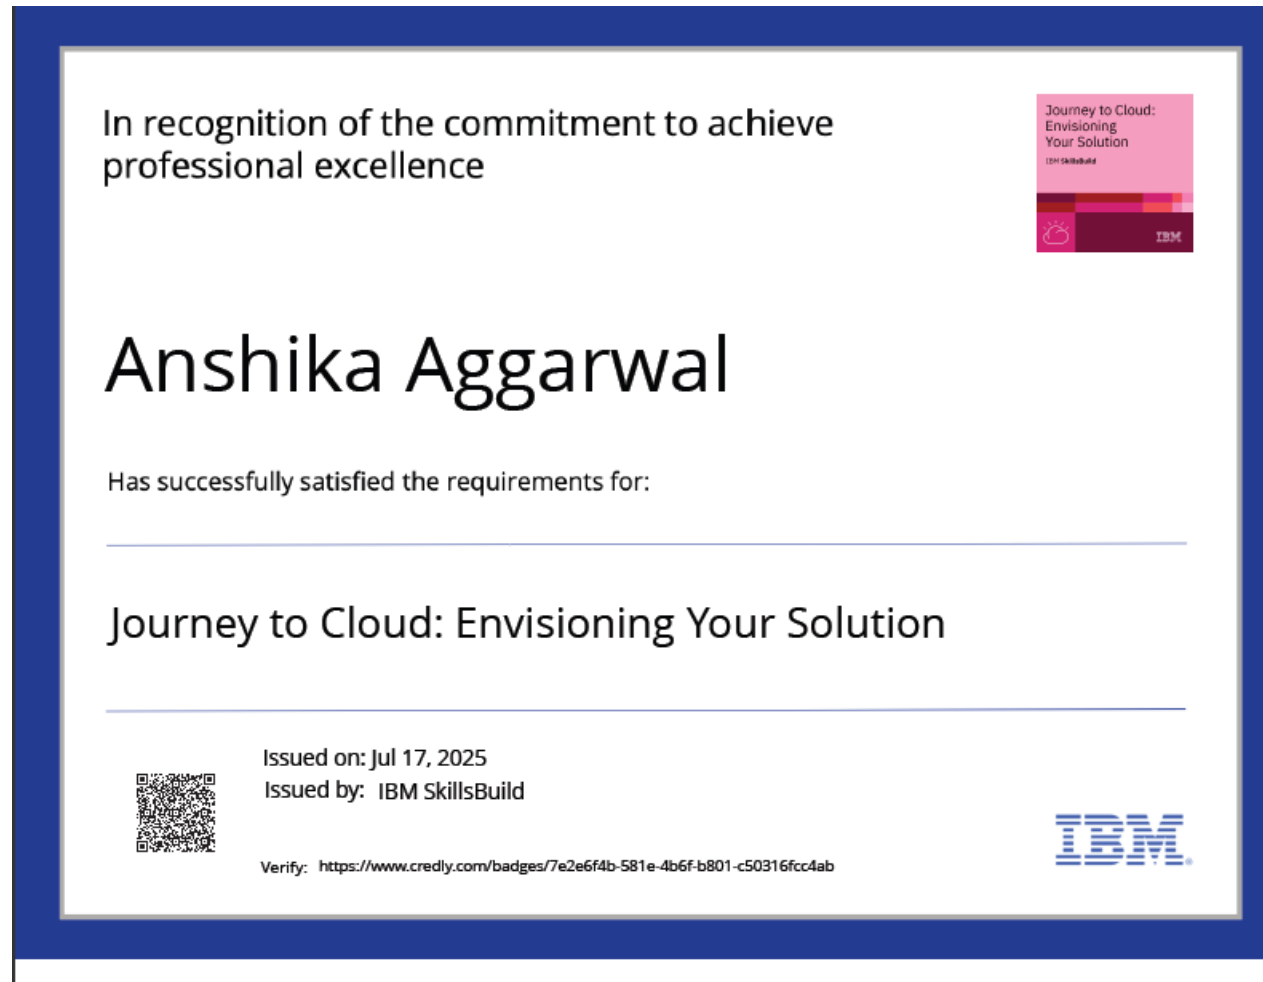 In recognition of the commitment to achieve
professional excellence
Journey to Cloud:
Envisioning
Your Solution
IBM SkillsBuild
IBM
Anshika Aggarwal
Has successfully satisfied the requirements for:
Journey to Cloud: Envisioning Your Solution
Issued on: Jul 17, 2025
Issued by: IBM SkillsBuild
Verify: https://www.credly.com/badges/7e2e6f4b-581e-4b6f-b801-c50316fcc4ab
IBM.